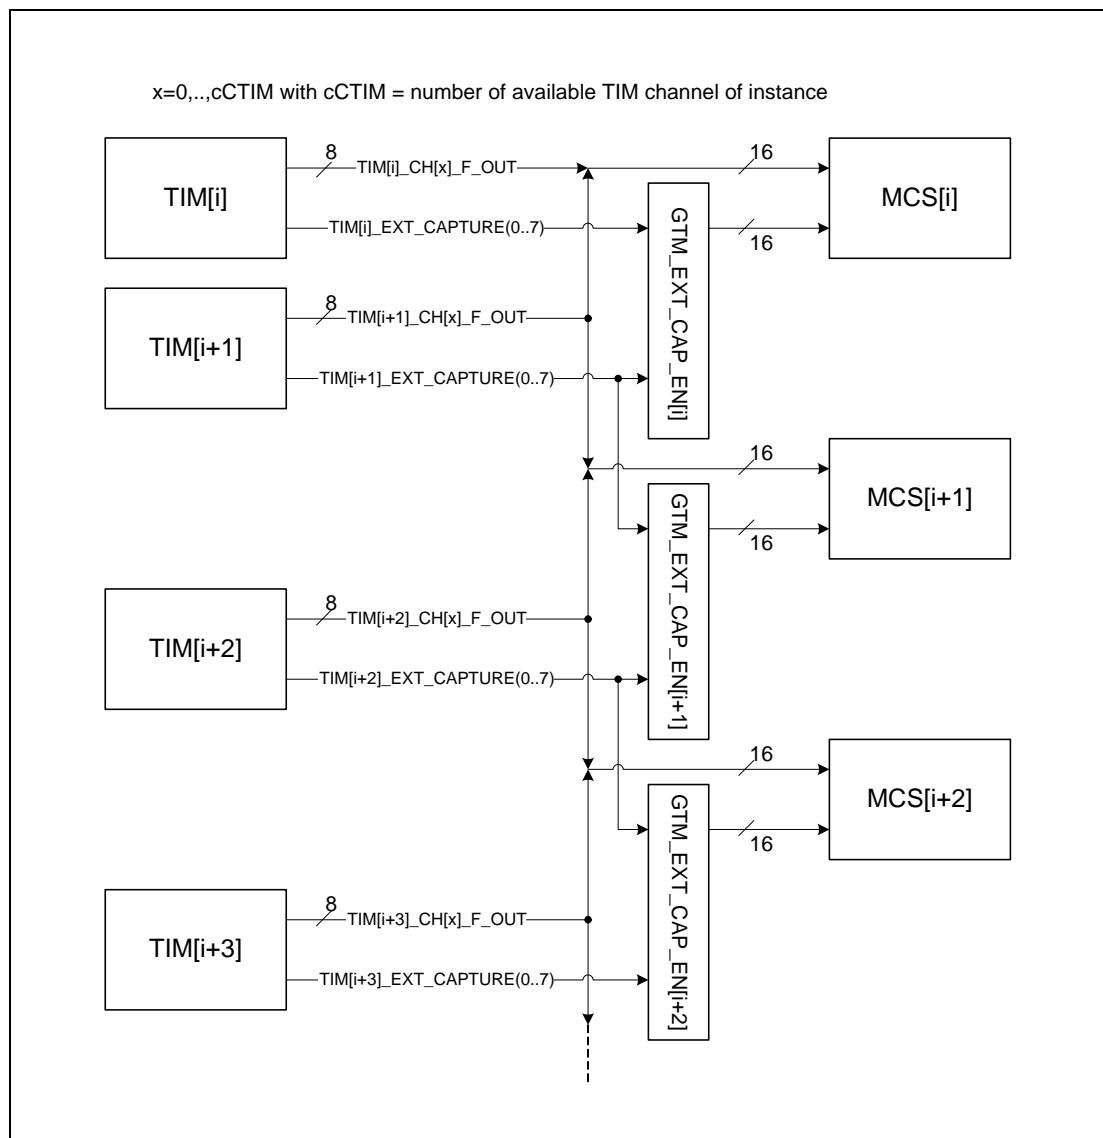 x=0,..,cCTIM with cCTIM = number of available TIM channel of instance
TIM[i]
8
TIM[i]_CH[x]_F_OUT
16
MCS[i]
TIM[i]_EXT_CAPTURE(0..7)
16
GTM_EXT_CAP_EN[i]
TIM[i+1]
8
TIM[i+1]_CH[x]_F_OUT
TIM[i+1]_EXT_CAPTURE(0..7)
16
MCS[i+1]
16
GTM_EXT_CAP_EN[i+1]
TIM[i+2]
8
TIM[i+2]_CH[x]_F_OUT
TIM[i+2]_EXT_CAPTURE(0..7)
16
MCS[i+2]
16
GTM_EXT_CAP_EN[i+2]
TIM[i+3]
8
TIM[i+3]_CH[x]_F_OUT
TIM[i+3]_EXT_CAPTURE(0..7)